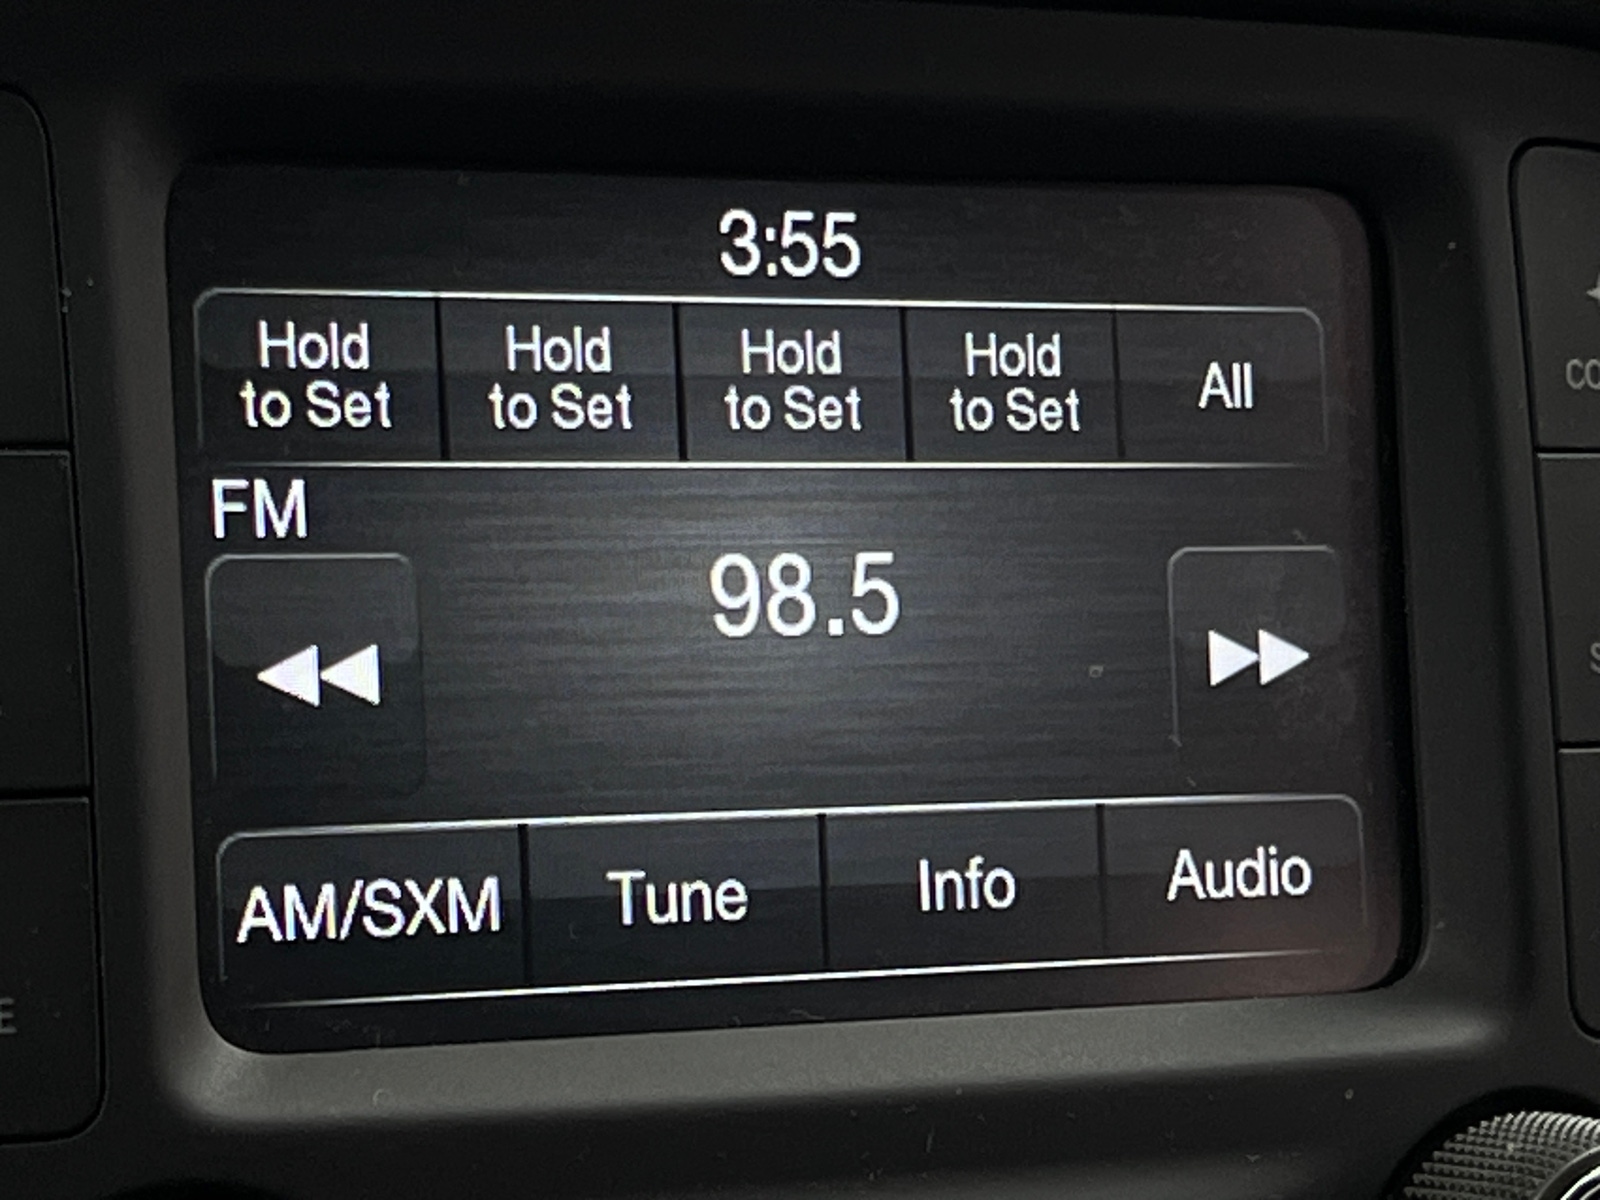 3:55
Hold to Set
Hold to Set
Hold to Set
Hold to Set
All
FM
98.5
AM/SXM
Tune
Info
Audio